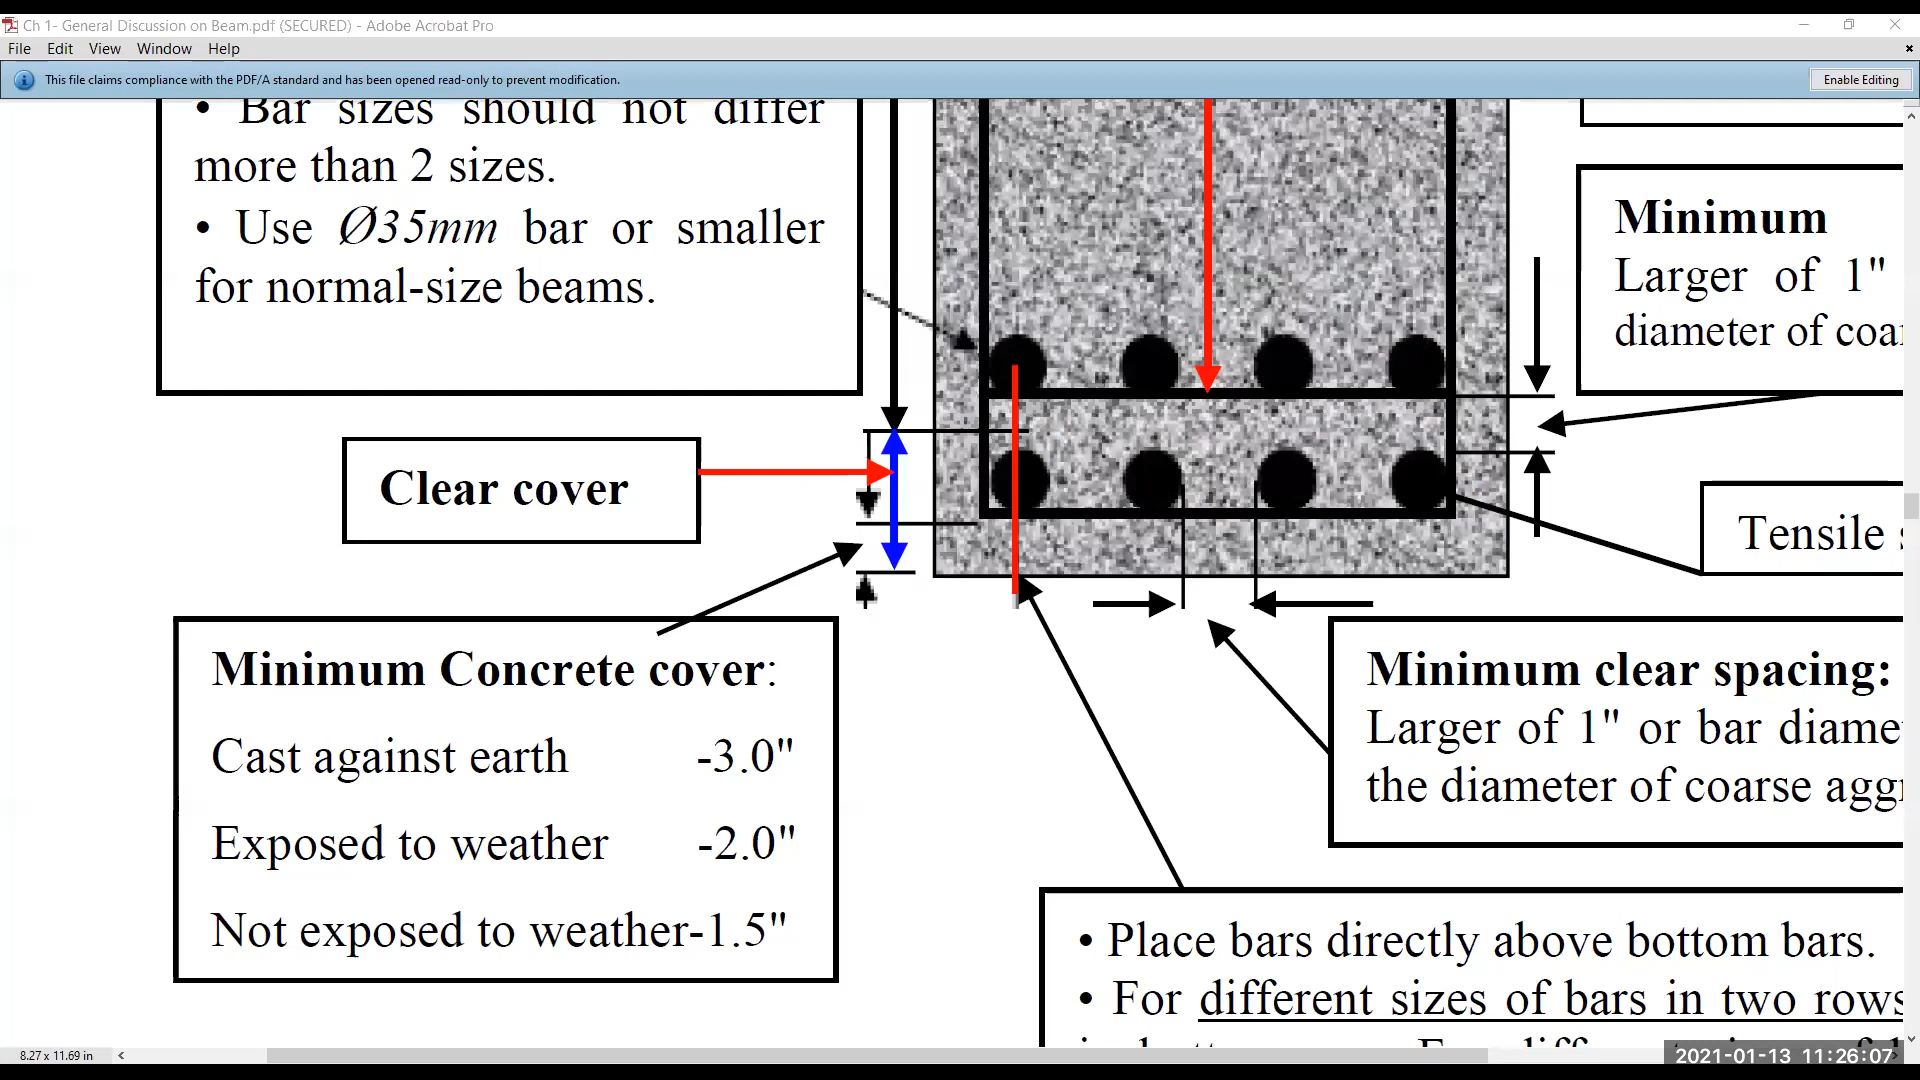 Ch 1- General Discussion on Beam.pdf (SECURED) - Adobe Acrobat Pro
File Edit View Window Help
This file claims compliance with the PDF/A standard and has been opened read-only to prevent modification.
Enable Editing
• Bar sizes should not differ
more than 2 sizes.
• Use Ø35mm bar or smaller
for normal-size beams.
Minimum
Larger of 1"
diameter of
Clear cover
Tensile
Minimum Concrete cover:
Cast against earth -3.0"
Exposed to weather -2.0"
Not exposed to weather-1.5"
Minimum clear spacing:
Larger of 1" or bar
the diameter of coarse
• Place bars directly above bottom bars.
• For different sizes of bars in two rows
8.27 x 11.69 in
2021-01-13 11:26:07